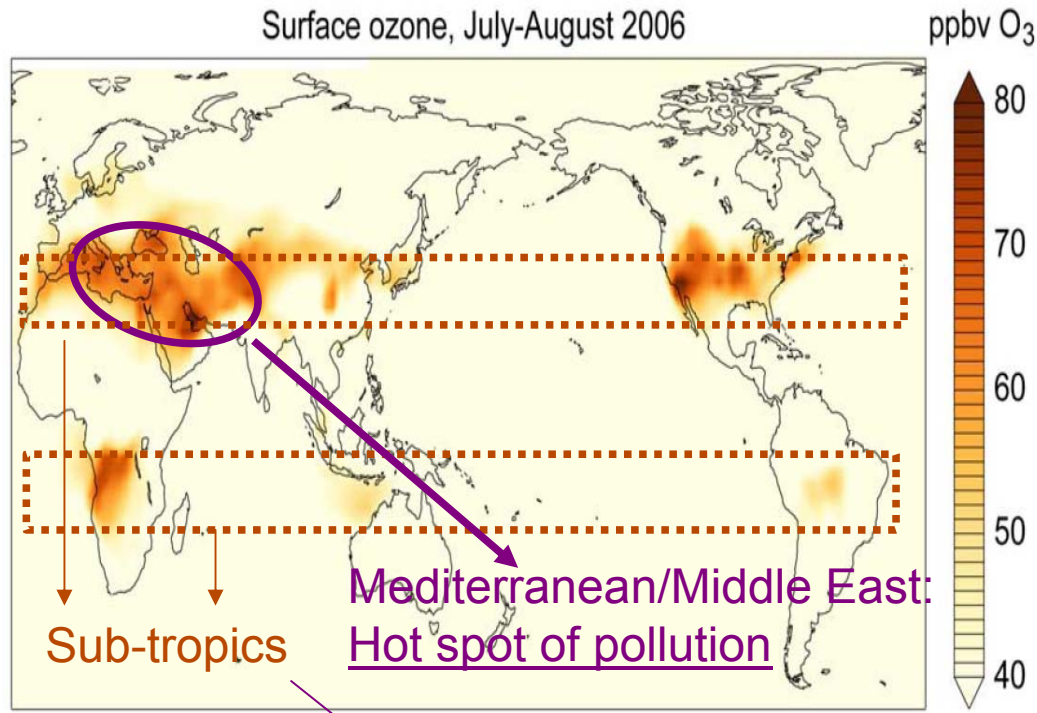 Surface ozone, July-August 2006
ppbv O₃
80
70
60
50
40
Mediterranean/Middle East:
Sub-tropics
Hot spot of pollution